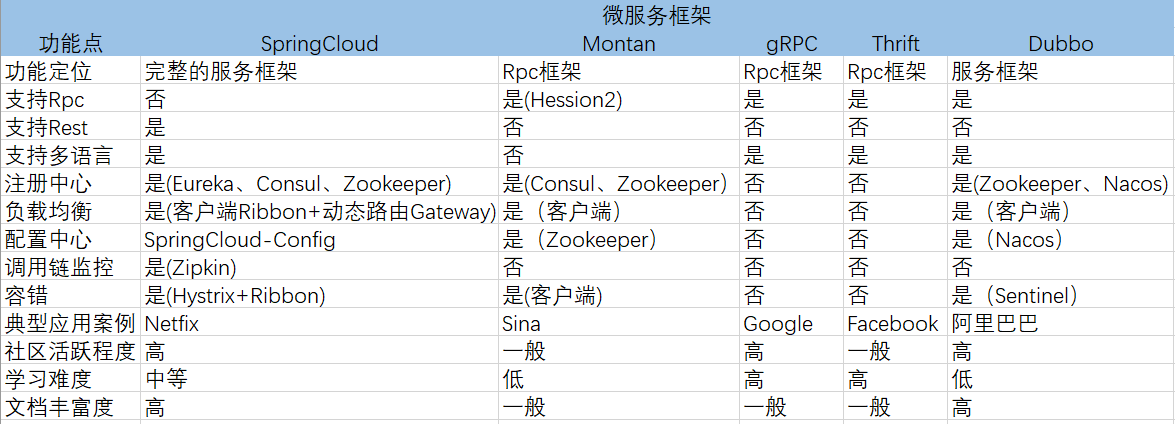 微服务框架
功能点 SpringCloud Montan gRPC Thrift Dubbo
功能定位 完整的服务框架 Rpc框架 Rpc框架 Rpc框架 服务框架
支持Rpc 否 是(Hession2) 是 是 是
支持Rest 是 否 否 否 否
支持多语言 是 否 是 是 是
注册中心 是(Eureka、Consul、Zookeeper) 是(Consul、Zookeeper） 否 否 是(Zookeeper、Nacos)
负载均衡 是(客户端Ribbon+动态路由Gateway) 是（客户端） 否 否 是（客户端）
配置中心 SpringCloud-Config 是（Zookeeper） 否 否 是（Nacos）
调用链监控 是(Zipkin) 否 否 否 否
容错 是(Hystrix+Ribbon) 是(客户端) 否 否 是（Sentinel）
典型应用案例 Netfix Sina Google Facebook 阿里巴巴
社区活跃程度 高 一般 高 一般 高
学习难度 中等 低 高 高 低
文档丰富度 高 一般 一般 一般 高